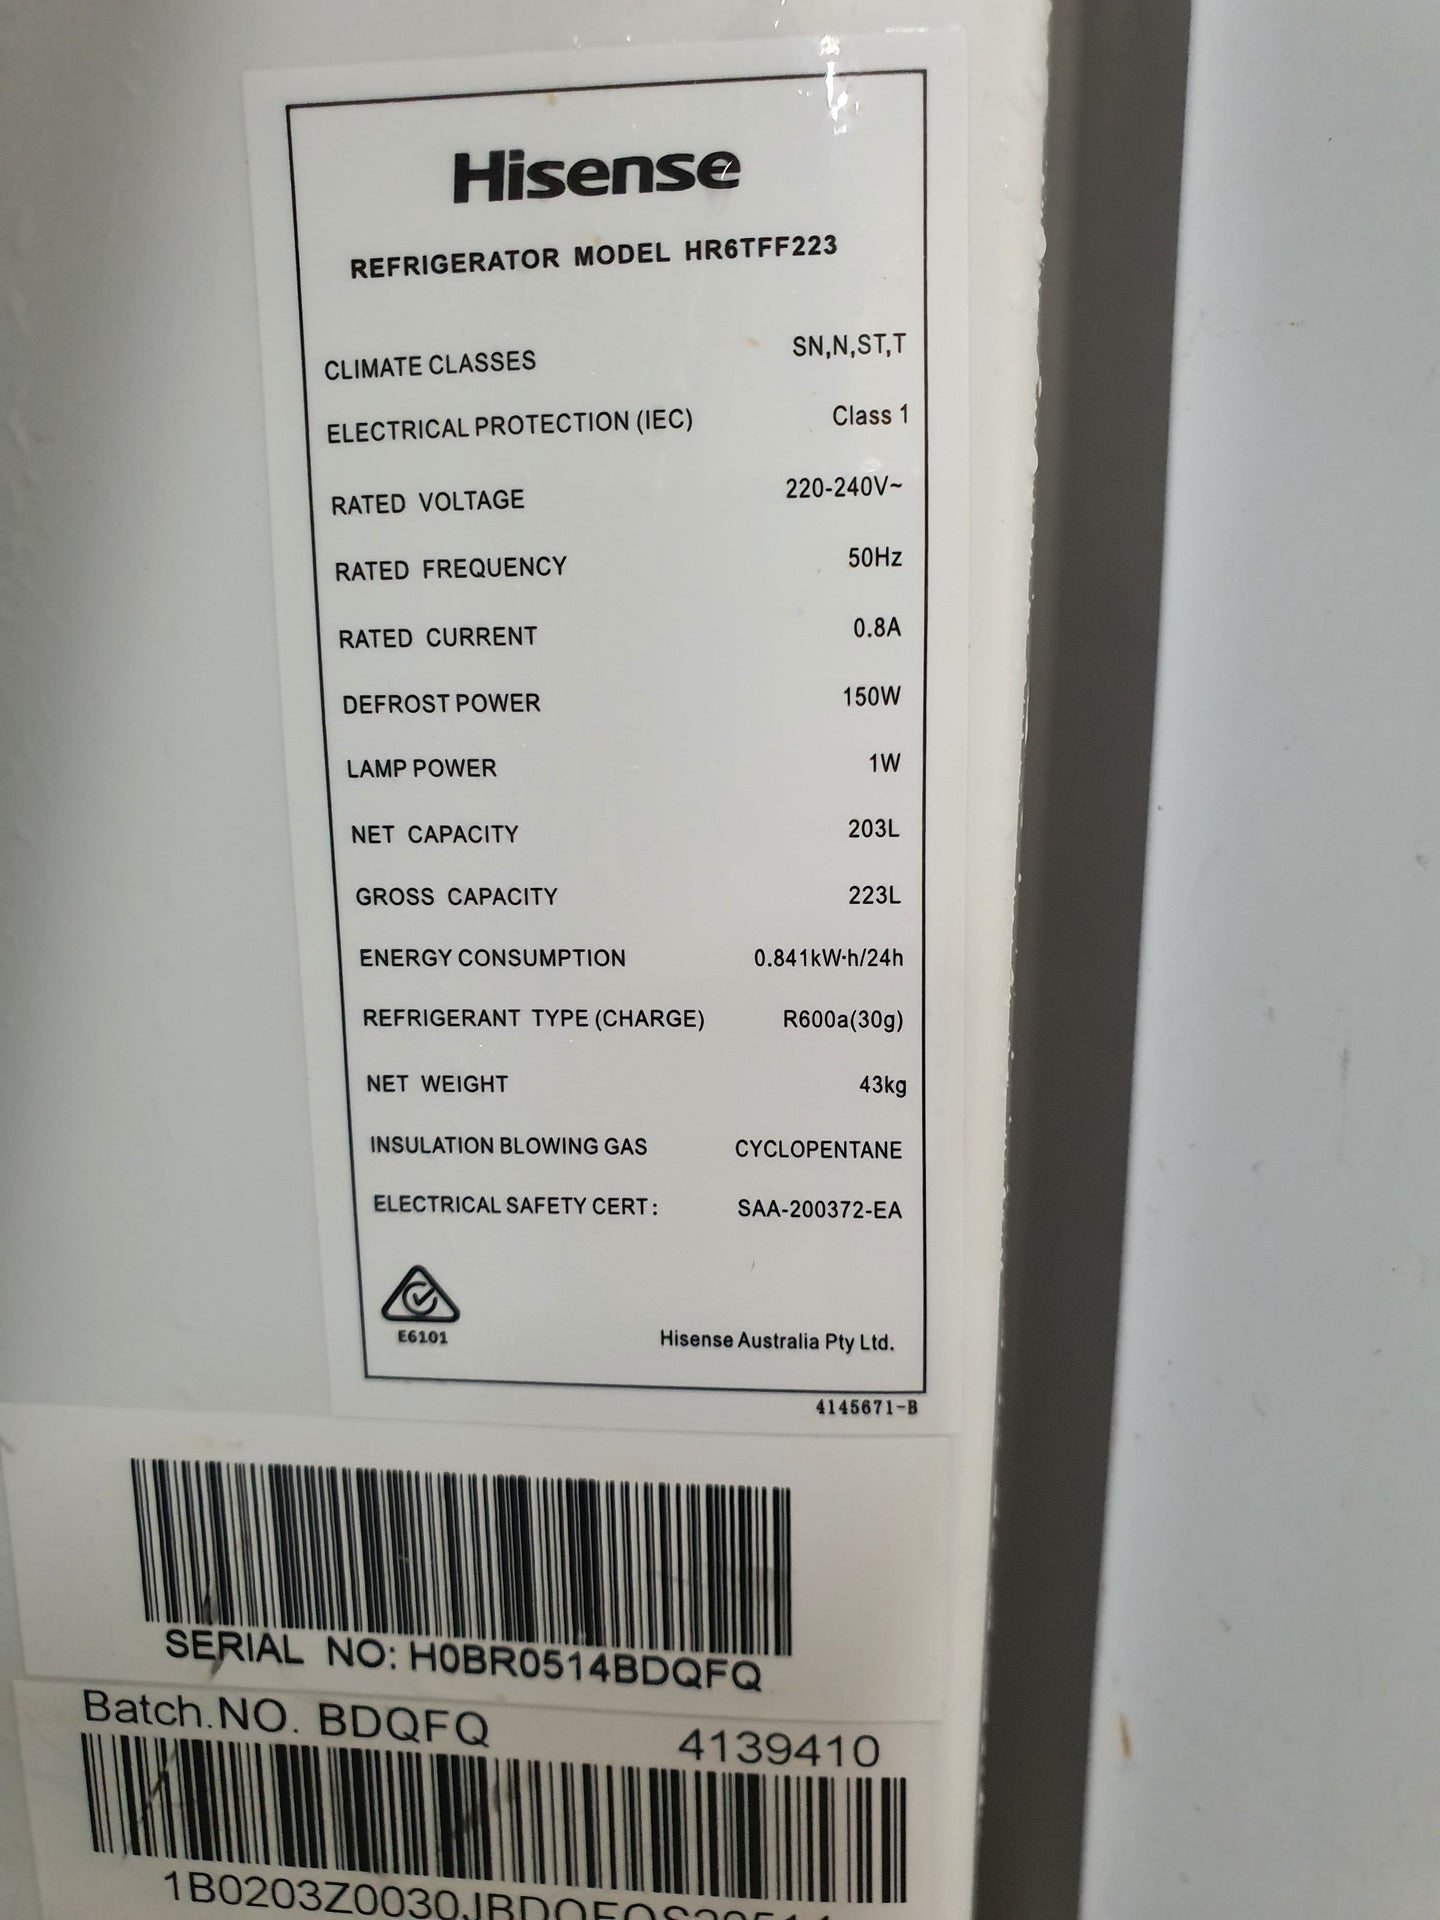 Hisense
REFRIGERATOR MODEL HR6TFF223
CLIMATE CLASSES SN,N,ST,T
ELECTRICAL PROTECTION (IEC) Class 1
RATED VOLTAGE 220-240V~
RATED FREQUENCY 50Hz
RATED CURRENT 0.8A
DEFROST POWER 150W
LAMP POWER 1W
NET CAPACITY 203L
GROSS CAPACITY 223L
ENERGY CONSUMPTION 0.841kW·h/24h
REFRIGERANT TYPE (CHARGE) R600a(30g)
NET WEIGHT 43kg
INSULATION BLOWING GAS CYCLOPENTANE
ELECTRICAL SAFETY CERT: SAA-200372-EA
E6101
Hisense Australia Pty Ltd.
4145671-B
SERIAL NO: H0BR0514BDQFQ
Batch.NO. BDQFQ 4139410